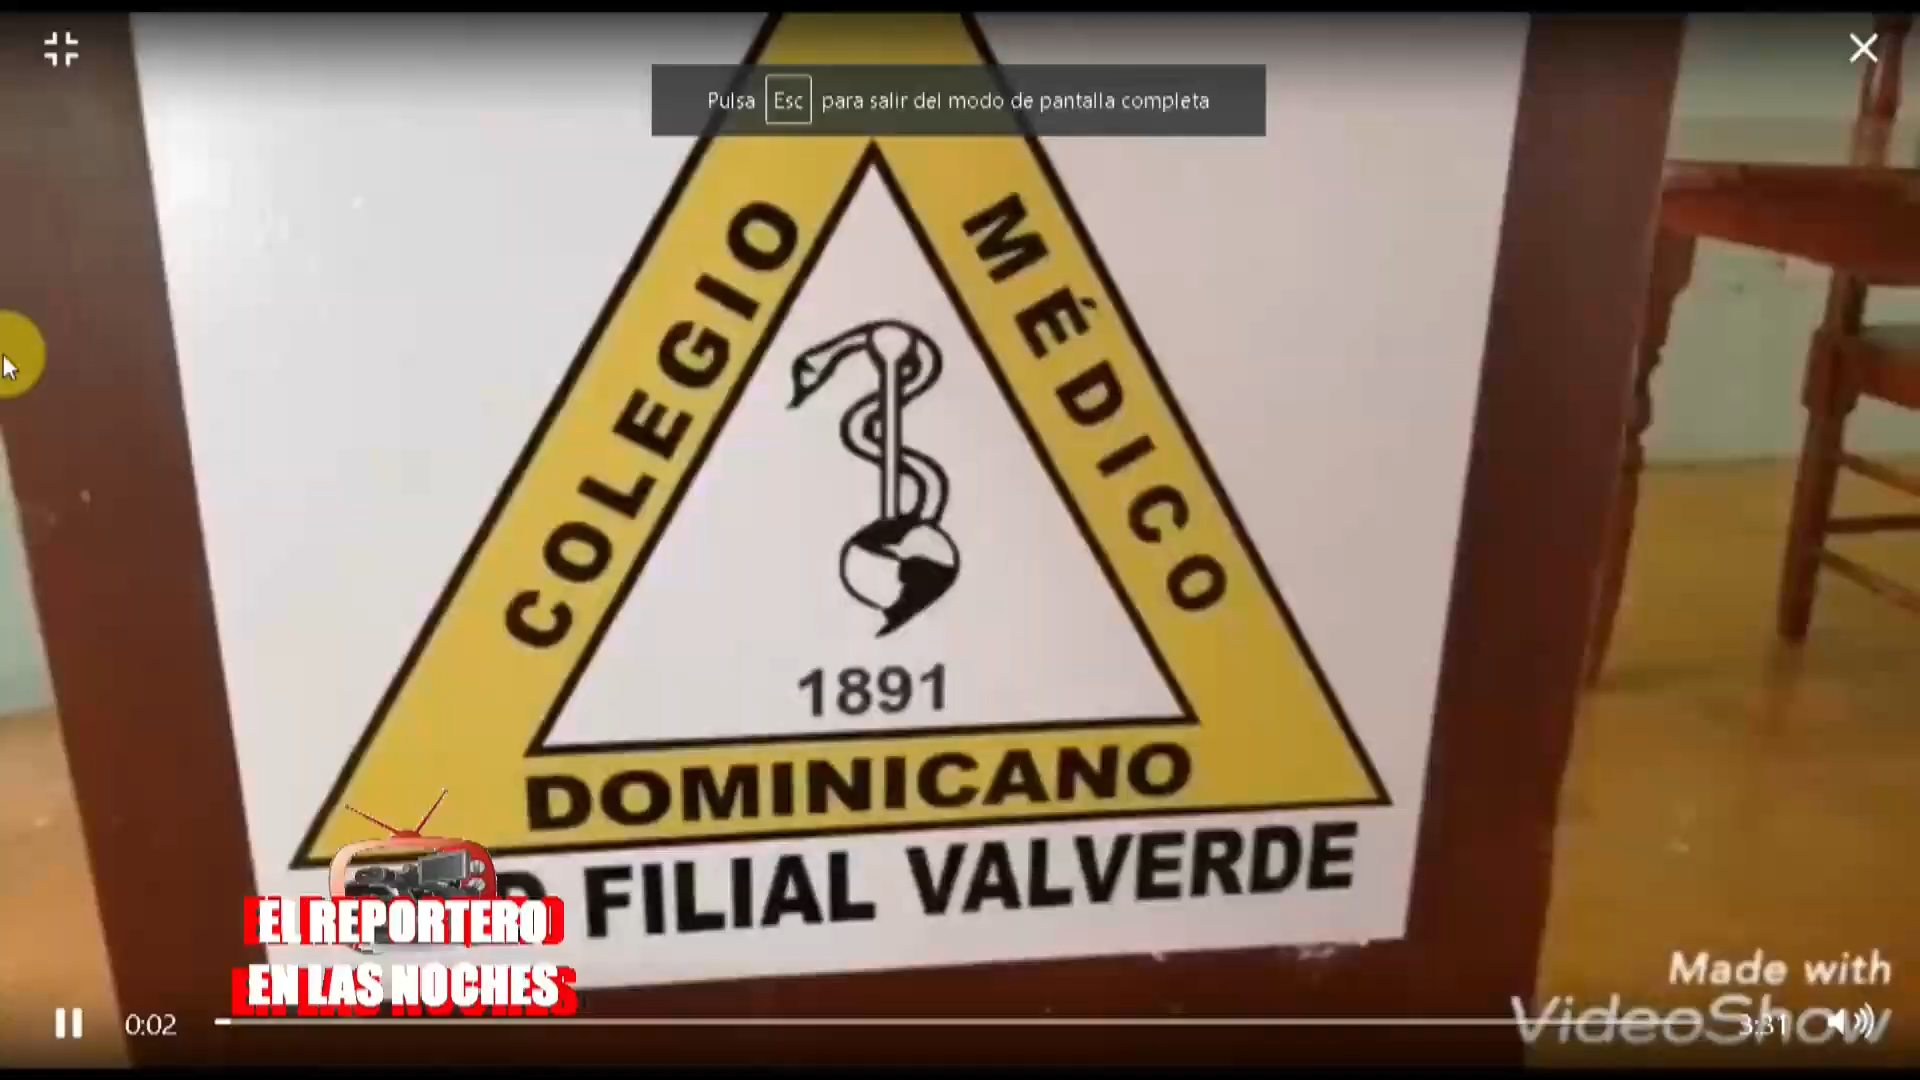 Pulsa Esc para salir del modo de pantalla completa
COLEGIO
MÉDICO
1891
DOMINICANO
FILIAL VALVERDE
EL REPORTERO
EN LAS NOCHES
Made with
VideoShow
0:02
3:31